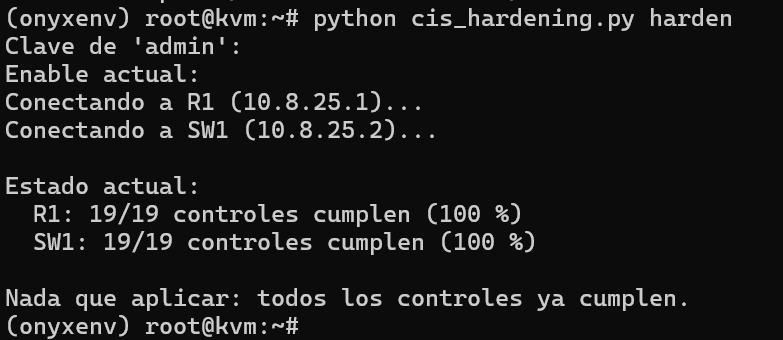 (onyxenv) root@kvm:~# python cis_hardening.py harden
Clave de 'admin':
Enable actual:
Conectando a R1 (10.8.25.1)...
Conectando a SW1 (10.8.25.2)...
Estado actual:
  R1: 19/19 controles cumplen (100 %)
  SW1: 19/19 controles cumplen (100 %)
Nada que aplicar: todos los controles ya cumplen.
(onyxenv) root@kvm:~#